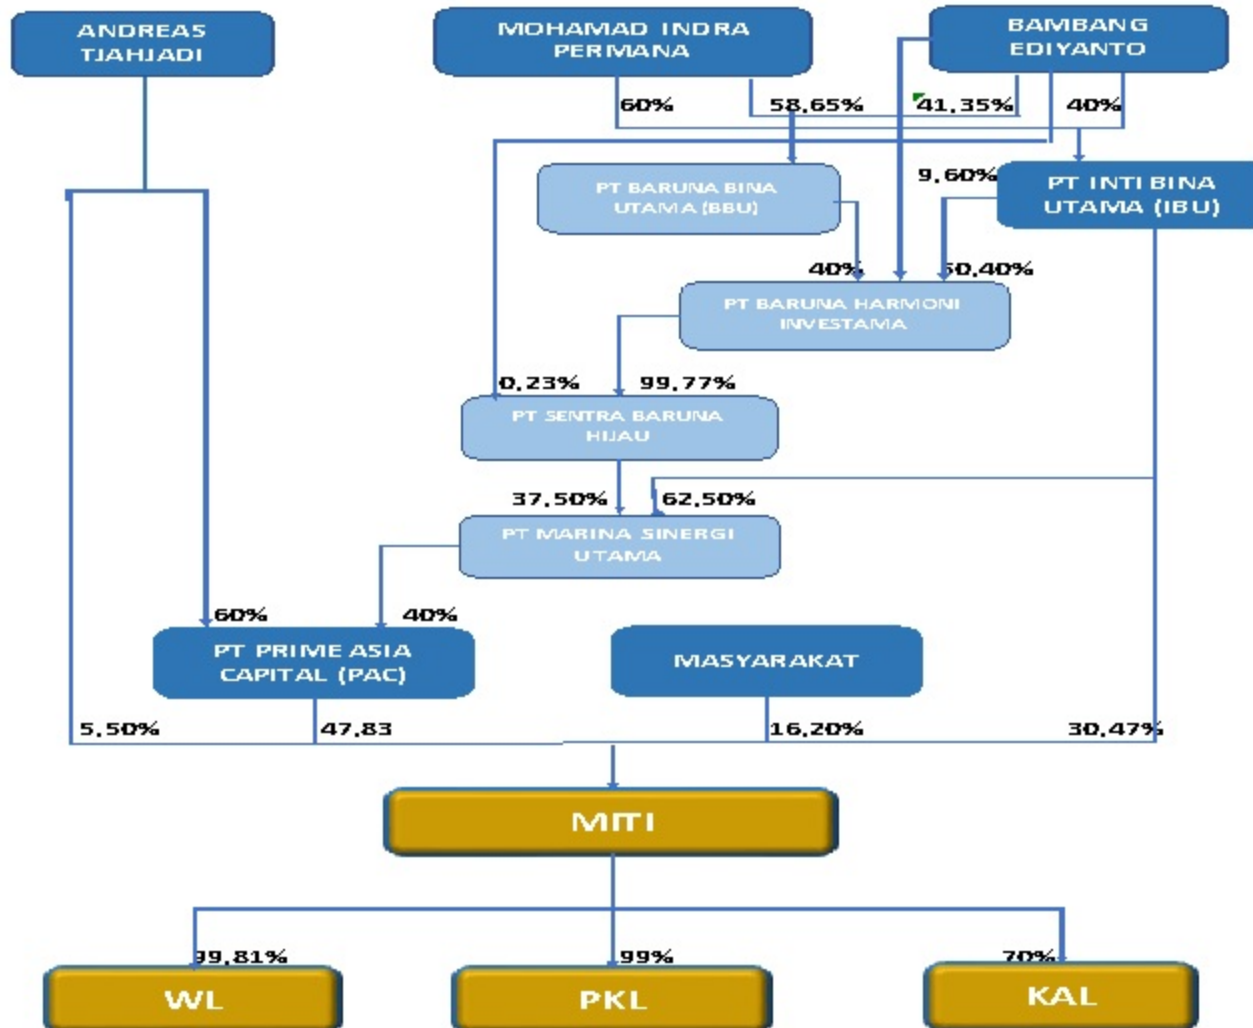 ANDREAS
TJAHJADI
MOHAMAD INDRA
PERMANA
BAMBANG
EDIYANTO
60%
58,65%
41,35%
40%
PT BARUNA BINA
UTAMA (BBU)
9,60%
PT INTI BINA
UTAMA (IBU)
40%
50,40%
PT BARUNA HARMONI
INVESTAMA
0,23%
99,77%
PT SENTRA BARUNA
HIJAU
37,50%
62,50%
PT MARINA SINERGI
UTAMA
60%
40%
PT PRIME ASIA
CAPITAL (PAC)
MASYARAKAT
5,50%
47,83
16,20%
30,47%
MITI
99,81%
99%
70%
WL
PKL
KAL